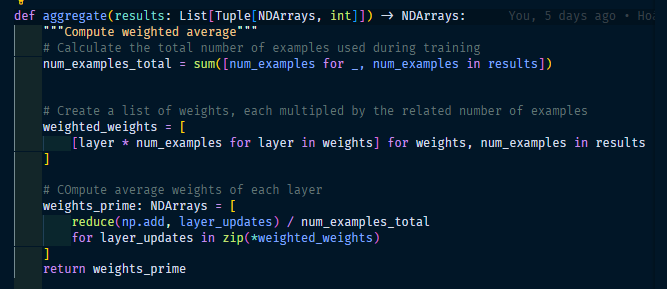 def aggregate(results: List[Tuple[NDArrays, int]]) -> NDArrays: You, 5 days ago •
"""Compute weighted average"""
# Calculate the total number of examples used during training
num_examples_total = sum([num_examples for _, num_examples in results])
# Create a list of weights, each multipled by the related number of examples
weighted_weights = [
[layer * num_examples for layer in weights] for weights, num_examples in results
]
# COmpute average weights of each layer
weights_prime: NDArrays = [
reduce(np.add, layer_updates) / num_examples_total
for layer_updates in zip(*weighted_weights)
]
return weights_prime